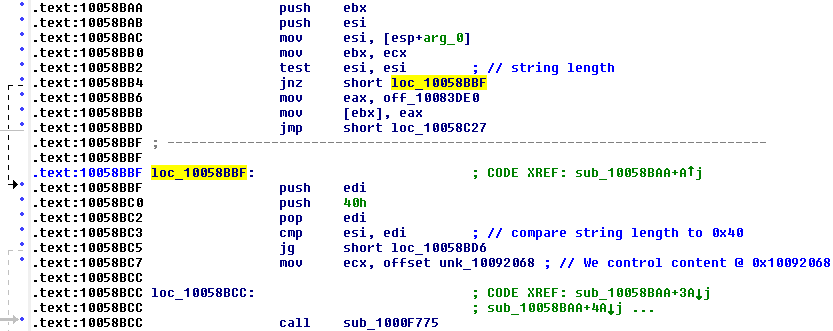 .text:10058BAA push ebx
.text:10058BAB push esi
.text:10058BAC mov esi, [esp+arg_0]
.text:10058BB0 mov ebx, ecx
.text:10058BB2 test esi, esi ; // string length
.text:10058BB4 jnz short loc_10058BBF
.text:10058BB6 mov eax, off_10083DE0
.text:10058BBB mov [ebx], eax
.text:10058BBD jmp short loc_10058C27
.text:10058BBF ; ---------------------------------------------------------------------------
.text:10058BBF
.text:10058BBF loc_10058BBF: ; CODE XREF: sub_10058BAA+A↑j
.text:10058BBF push edi
.text:10058BC0 push 40h
.text:10058BC2 pop edi
.text:10058BC3 cmp esi, edi ; // compare string length to 0x40
.text:10058BC5 jg short loc_10058BD6
.text:10058BC7 mov ecx, offset unk_10092068 ; // We control content @ 0x10092068
.text:10058BCC
.text:10058BCC loc_10058BCC: ; CODE XREF: sub_10058BAA+3A↓j
.text:10058BCC ; sub_10058BAA+4A↓j ...
.text:10058BCC call sub_1000F775